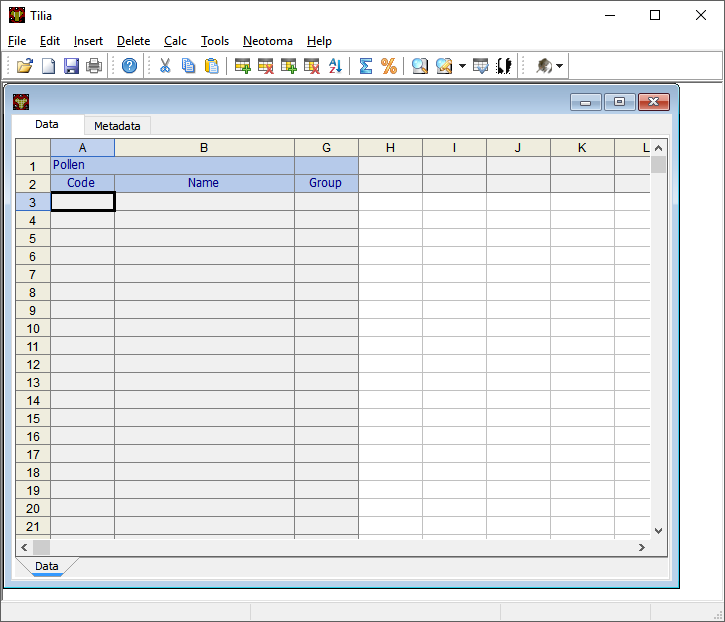 Tilia
File Edit Insert Delete Calc Tools Neotoma Help
Data Metadata
A B G H I J K L
1 Pollen
2 Code Name Group
3
4
5
6
7
8
9
10
11
12
13
14
15
16
17
18
19
20
21
Data